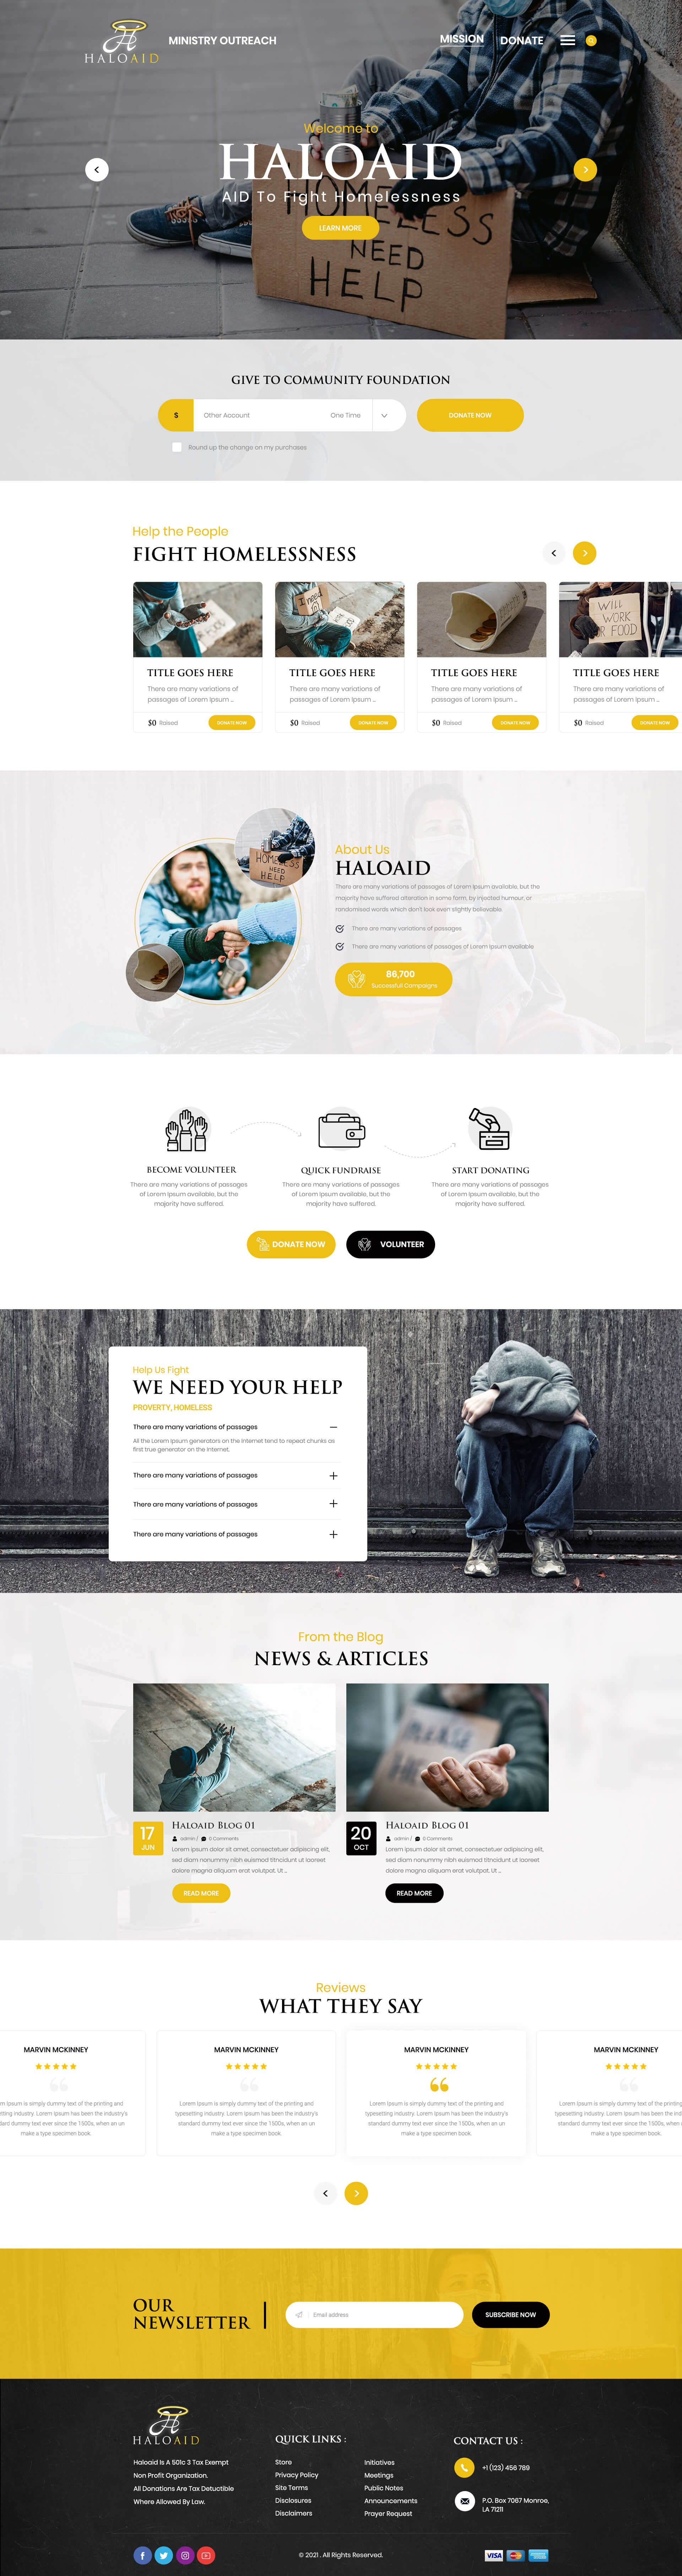 HALOAID
MINISTRY OUTREACH
MISSION
DONATE
Welcome to
HALOAID
AID To Fight Homelessness
LEARN MORE
HOMELESS
NEED
HELP
GIVE TO COMMUNITY FOUNDATION
$
Other Account
One Time
DONATE NOW
Round up the change on my purchases
Help the People
FIGHT HOMELESSNESS
I need
WILL
WORK
FOR FOOD
TITLE GOES HERE
There are many variations of
passages of Lorem Ipsum ...
$0 Raised
DONATE NOW
TITLE GOES HERE
There are many variations of
passages of Lorem Ipsum ...
$0 Raised
DONATE NOW
TITLE GOES HERE
There are many variations of
passages of Lorem Ipsum ...
$0 Raised
DONATE NOW
TITLE GOES HERE
There are many variations of
passages of Lorem Ipsum ...
$0 Raised
DONATE NOW
HOMELESS
NEED
HELP
About Us
HALOAID
There are many variations of passages of Lorem Ipsum available, but the
majority have suffered alteration in some form, by injected humour, or
randomised words which don't look even slightly believable.
There are many variations of passages
There are many variations of passages of Lorem Ipsum available
86,700
Successfull Campaigns
BECOME VOLUNTEER
There are many variations of passages
of Lorem Ipsum available, but the
majority have suffered.
QUICK FUNDRAISE
There are many variations of passages
of Lorem Ipsum available, but the
majority have suffered.
START DONATING
There are many variations of passages
of Lorem Ipsum available, but the
majority have suffered
DONATE NOW
VOLUNTEER
Help Us Fight
WE NEED YOUR HELP
PROVERTY, HOMELESS
There are many variations of passages
All the Lorem Ipsum generators on the Internet tend to repeat chunks as
first true generator on the Internet.
There are many variations of passages
There are many variations of passages
There are many variations of passages
From the Blog
NEWS & ARTICLES
17
JUN
HALOAID BLOG 01
admin / 0 Comments
Lorem ipsum dolor sit amet, consectetuer adipiscing elit,
sed diam nonummy nibh euismod tincidunt ut laoreet
dolore magna aliquam erat volutpat. Ut ...
READ MORE
20
OCT
HALOAID BLOG 01
admin / 0 Comments
Lorem ipsum dolor sit amet, consectetuer adipiscing elit,
sed diam nonummy nibh euismod tincidunt ut laoreet
dolore magna aliquam erat volutpat. Ut ...
READ MORE
Reviews
WHAT THEY SAY
MARVIN MCKINNEY
m Ipsum is simply dummy text of the printing and
tting industry. Lorem Ipsum has been the industry's
dard dummy text ever since the 1500s, when an un
make a type specimen book.
MARVIN MCKINNEY
Lorem Ipsum is simply dummy text of the printing and
typesetting industry. Lorem Ipsum has been the industry's
standard dummy text ever since the 1500s, when an un
make a type specimen book.
MARVIN MCKINNEY
Lorem Ipsum is simply dummy text of the printing and
typesetting industry. Lorem Ipsum has been the industry's
standard dummy text ever since the 1500s, when an un
make a type specimen book.
MARVIN MCKINNEY
Lorem Ipsum is simply dummy text of the
typesetting industry. Lorem Ipsum has been the ind
standard dummy text ever since the 1500s, when
make a type specimen book.
OUR
NEWSLETTER
Email address
SUBSCRIBE NOW
HALOAID
Haloaid Is A 501c 3 Tax Exempt
Non Profit Organization.
All Donations Are Tax Detuctible
Where Allowed By Law.
QUICK LINKS :
Store
Privacy Policy
Site Terms
Disclosures
Disclaimers
Initiatives
Meetings
Public Notes
Announcements
Prayer Request
CONTACT US :
+1 (123) 456 789
P.O. Box 7087 Monroe,
LA 71211
© 2021 . All Rights Reserved.
VISA